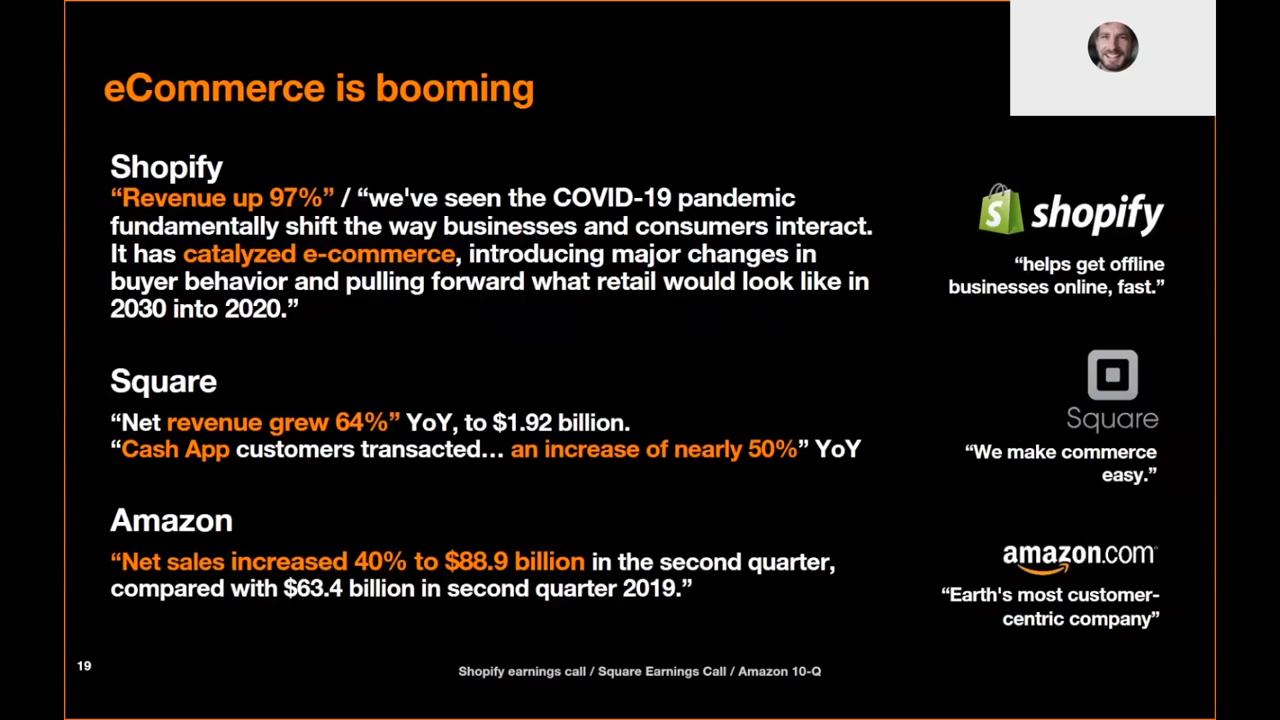 eCommerce is booming
Shopify
“Revenue up 97%” / “we've seen the COVID-19 pandemic
fundamentally shift the way businesses and consumers interact.
It has catalyzed e-commerce, introducing major changes in
buyer behavior and pulling forward what retail would look like in
2030 into 2020.”
shopify
“helps get offline
businesses online, fast.”
Square
“Net revenue grew 64%” YoY, to $1.92 billion.
“Cash App customers transacted… an increase of nearly 50%” YoY
Square
“We make commerce
easy.”
Amazon
“Net sales increased 40% to $88.9 billion in the second quarter,
compared with $63.4 billion in second quarter 2019.”
amazon.com
“Earth's most customer-
centric company”
19
Shopify earnings call / Square Earnings Call / Amazon 10-Q